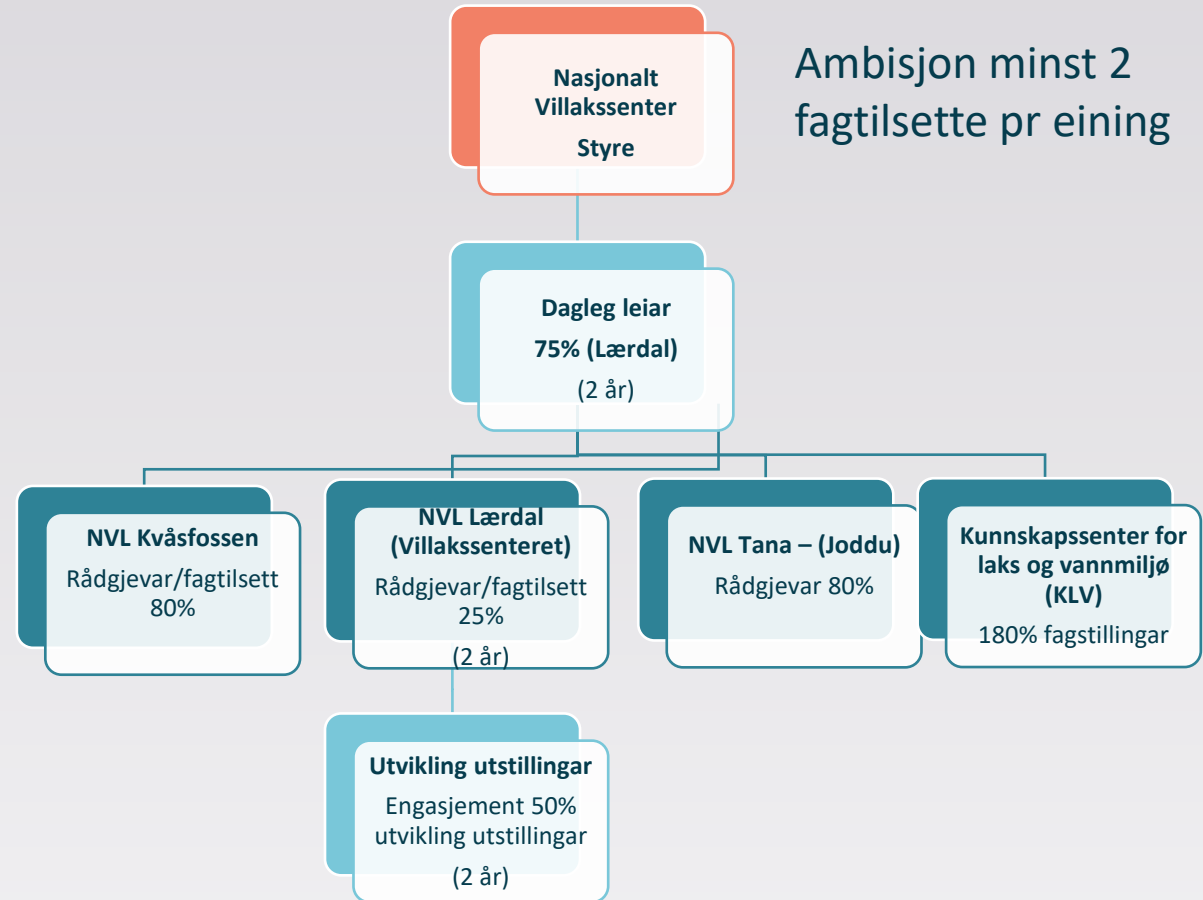 Ambisjon minst 2
fagtilsette pr eining
Nasjonalt
Villakssenter
Styre
Dagleg leiar
75% (Lærdal)
(2 år)
NVL Kvåsfossen
Rådgjevar/fagtilsett
80%
NVL Lærdal
(Villakssenteret)
Rådgjevar/fagtilsett
25%
(2 år)
NVL Tana – (Joddu)
Rådgjevar 80%
Kunnskapssenter for
laks og vannmiljø
(KLV)
180% fagstillingar
Utvikling utstillingar
Engasjement 50%
utvikling utstillingar
(2 år)